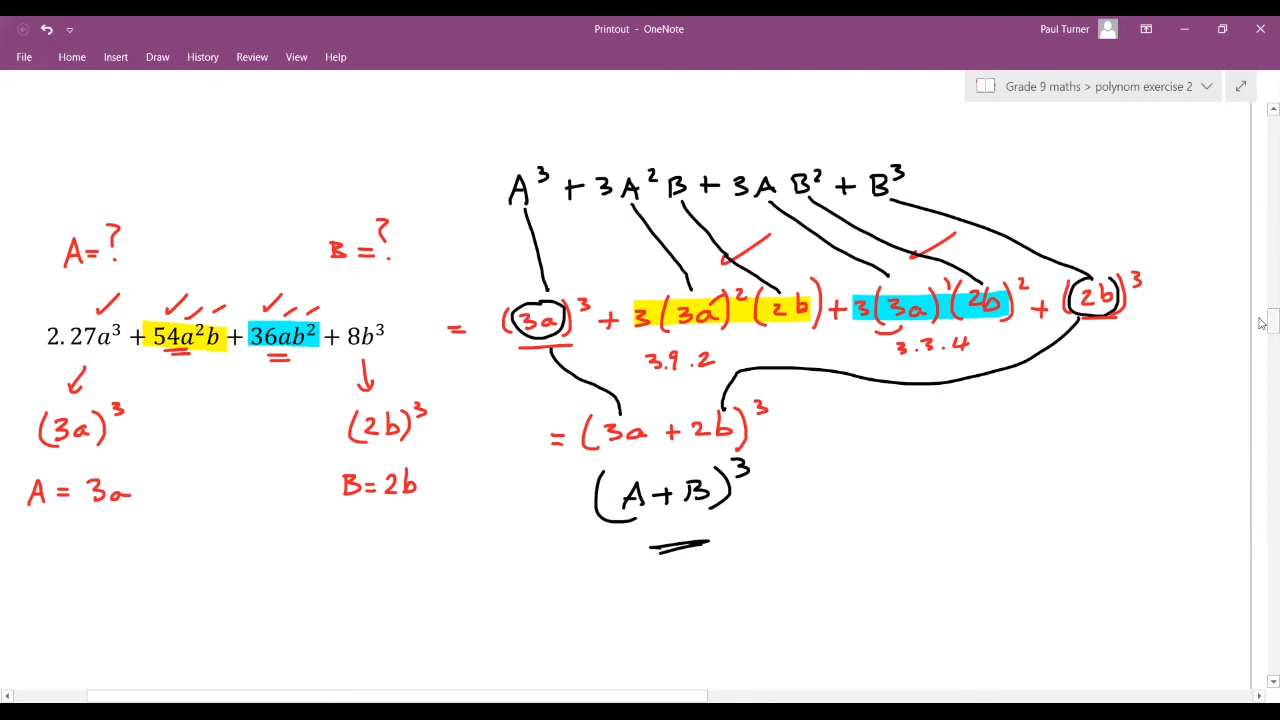 Printout - OneNote
Paul Turner
File Home Insert Draw History Review View Help
Grade 9 maths > polynom exercise 2
A³ + 3A²B + 3AB² + B³
A = ? B = ?
2. 27a³ + 54a²b + 36ab² + 8b³
= (3a)³ + 3(3a)²(2b) + 3(3a)¹(2b)² + (2b)³
3.9.2 3.3.4
(3a)³ (2b)³
= (3a + 2b)³
A = 3a B = 2b
(A + B)³